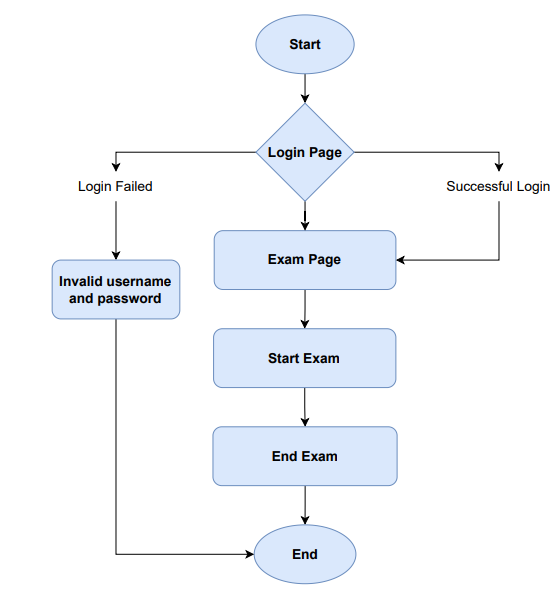 Start
Login Page
Login Failed
Successful Login
Exam Page
Invalid username
and password
Start Exam
End Exam
End